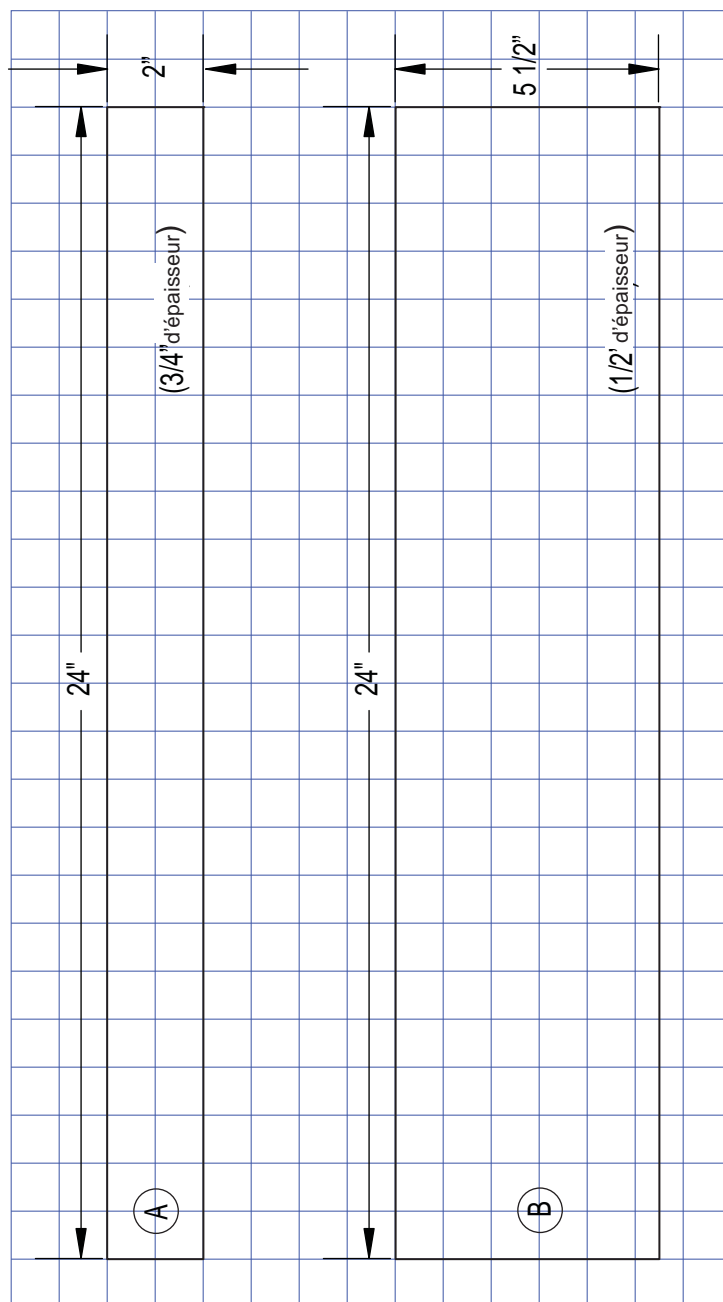 A
24"
(3/4" d'épaisseur)
2"
B
24"
(1/2' d'épaisseur)
5 1/2"